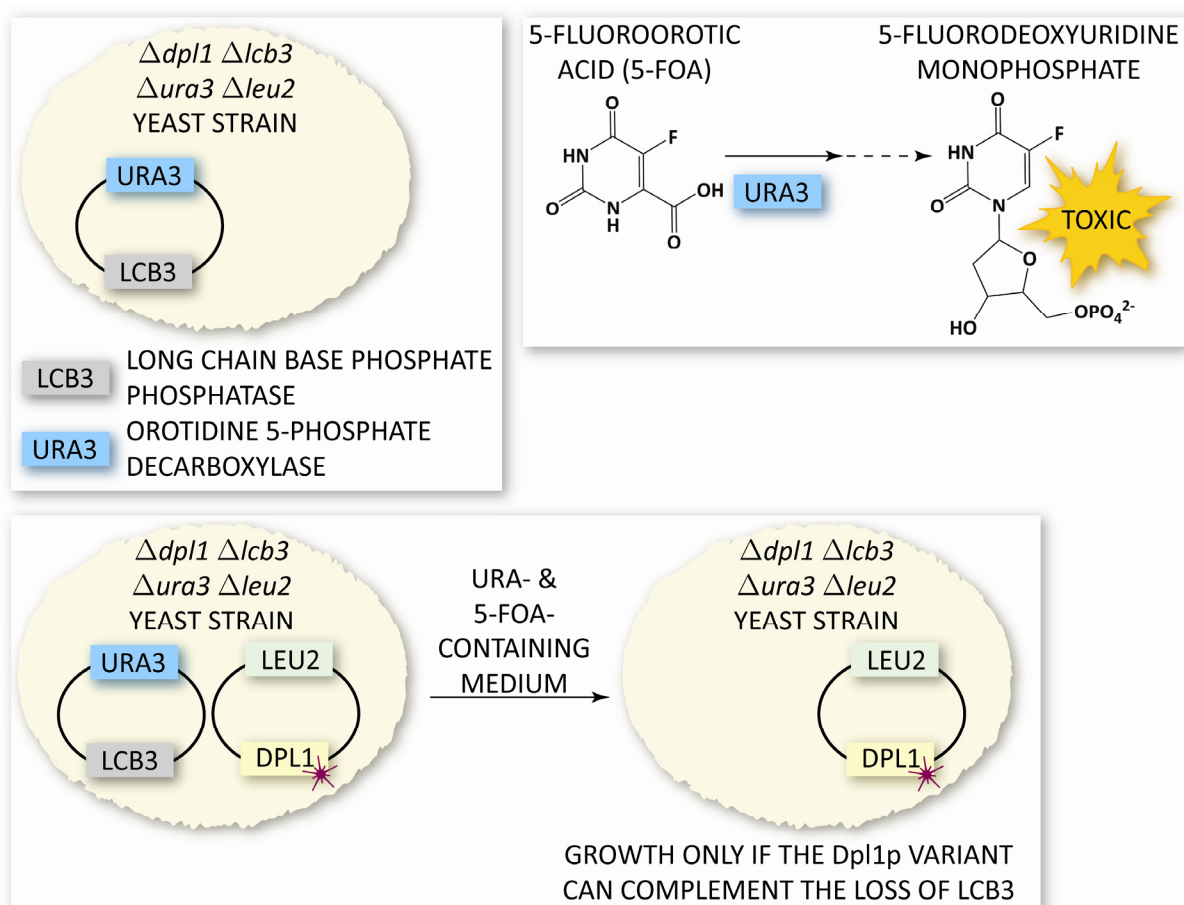 Δdpl1 Δlcb3
Δura3 Δleu2
YEAST STRAIN
URA3
LCB3
LCB3
LONG CHAIN BASE PHOSPHATE
PHOSPHATASE
URA3
OROTIDINE 5-PHOSPHATE
DECARBOXYLASE
5-FLUOROOROTIC
ACID (5-FOA)
O
F
HN
OH
O
N
H
O
URA3
5-FLUORODEOXYURIDINE
MONOPHOSPHATE
O
F
HN
O
N
TOXIC
O
OPO₄²⁻
HO
Δdpl1 Δlcb3
Δura3 Δleu2
YEAST STRAIN
URA3
LEU2
LCB3
DPL1
URA- &
5-FOA-
CONTAINING
MEDIUM
Δdpl1 Δlcb3
Δura3 Δleu2
YEAST STRAIN
LEU2
DPL1
GROWTH ONLY IF THE Dpl1p VARIANT
CAN COMPLEMENT THE LOSS OF LCB3